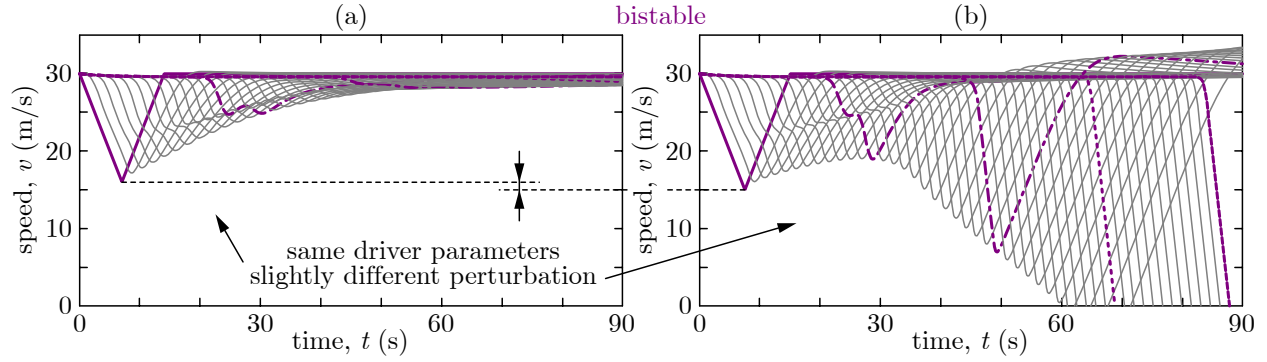 (a)
bistable
(b)
speed, v (m/s)
30
20
10
0
same driver parameters
slightly different perturbation
0
30
60
90
time, t (s)
speed, v (m/s)
30
20
10
0
0
30
60
90
time, t (s)